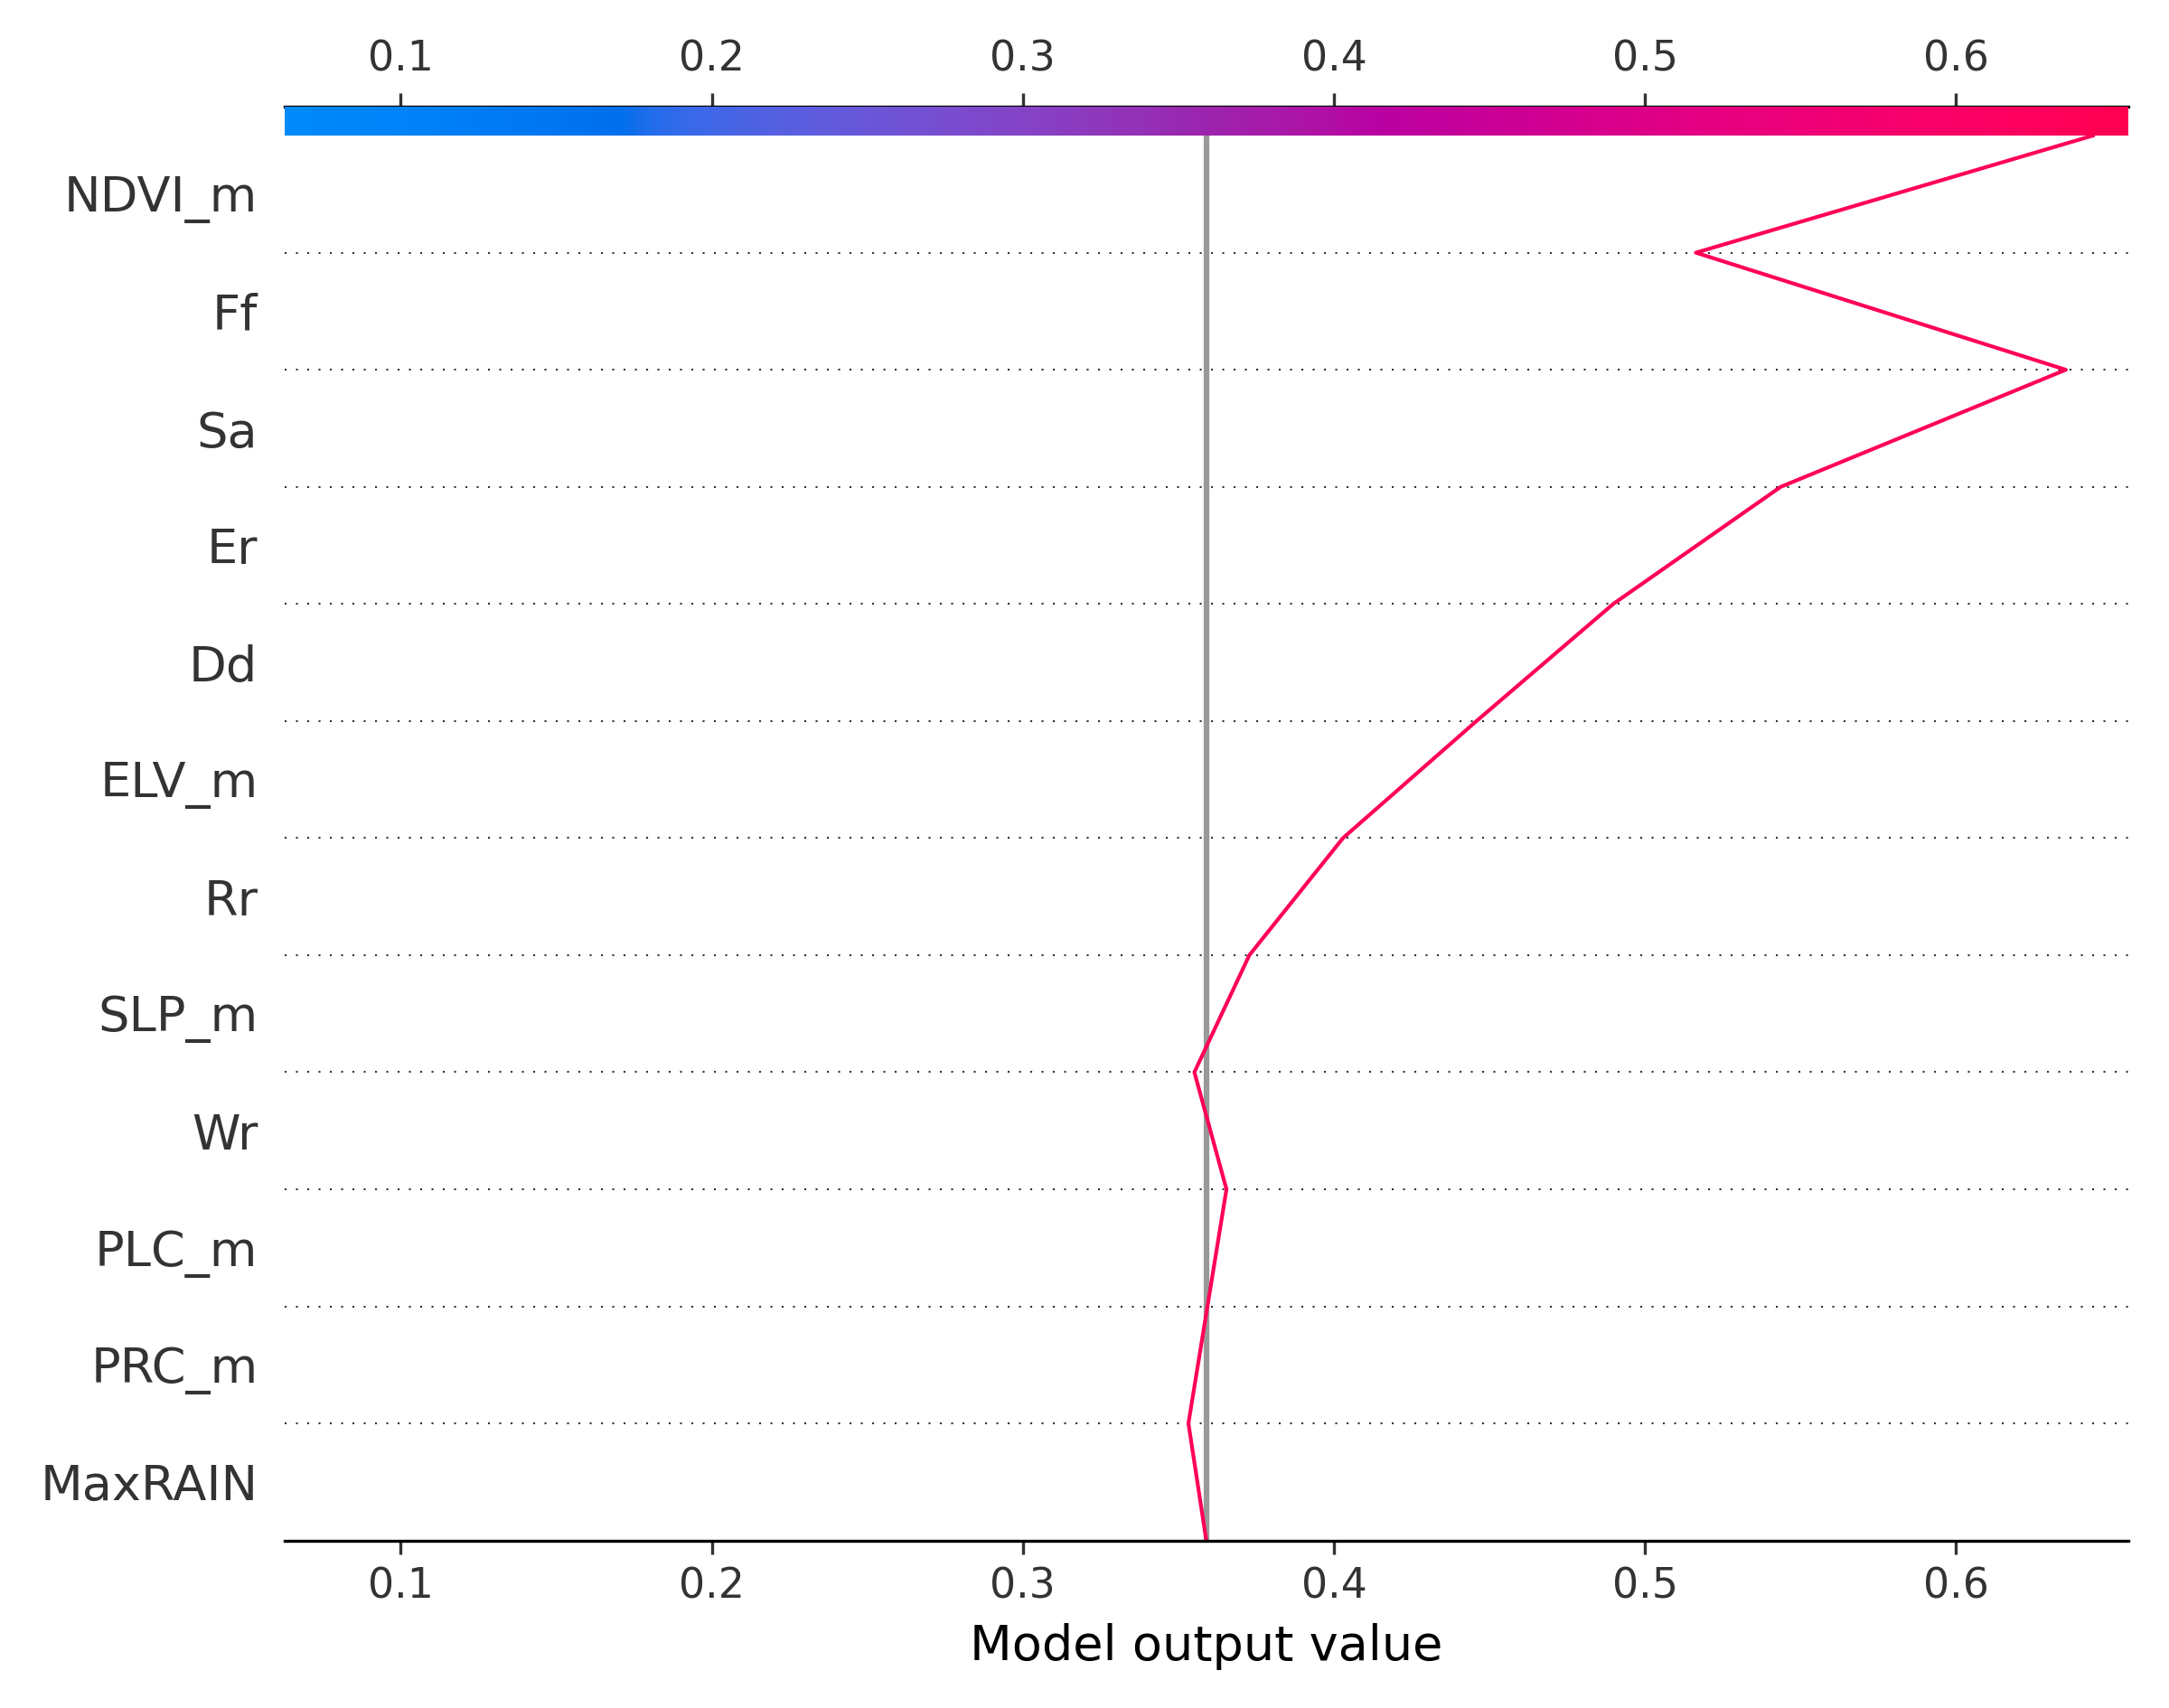 0.1 0.2 0.3 0.4 0.5 0.6
NDVI_m
Ff
Sa
Er
Dd
ELV_m
Rr
SLP_m
Wr
PLC_m
PRC_m
MaxRAIN
0.1 0.2 0.3 0.4 0.5 0.6
Model output value